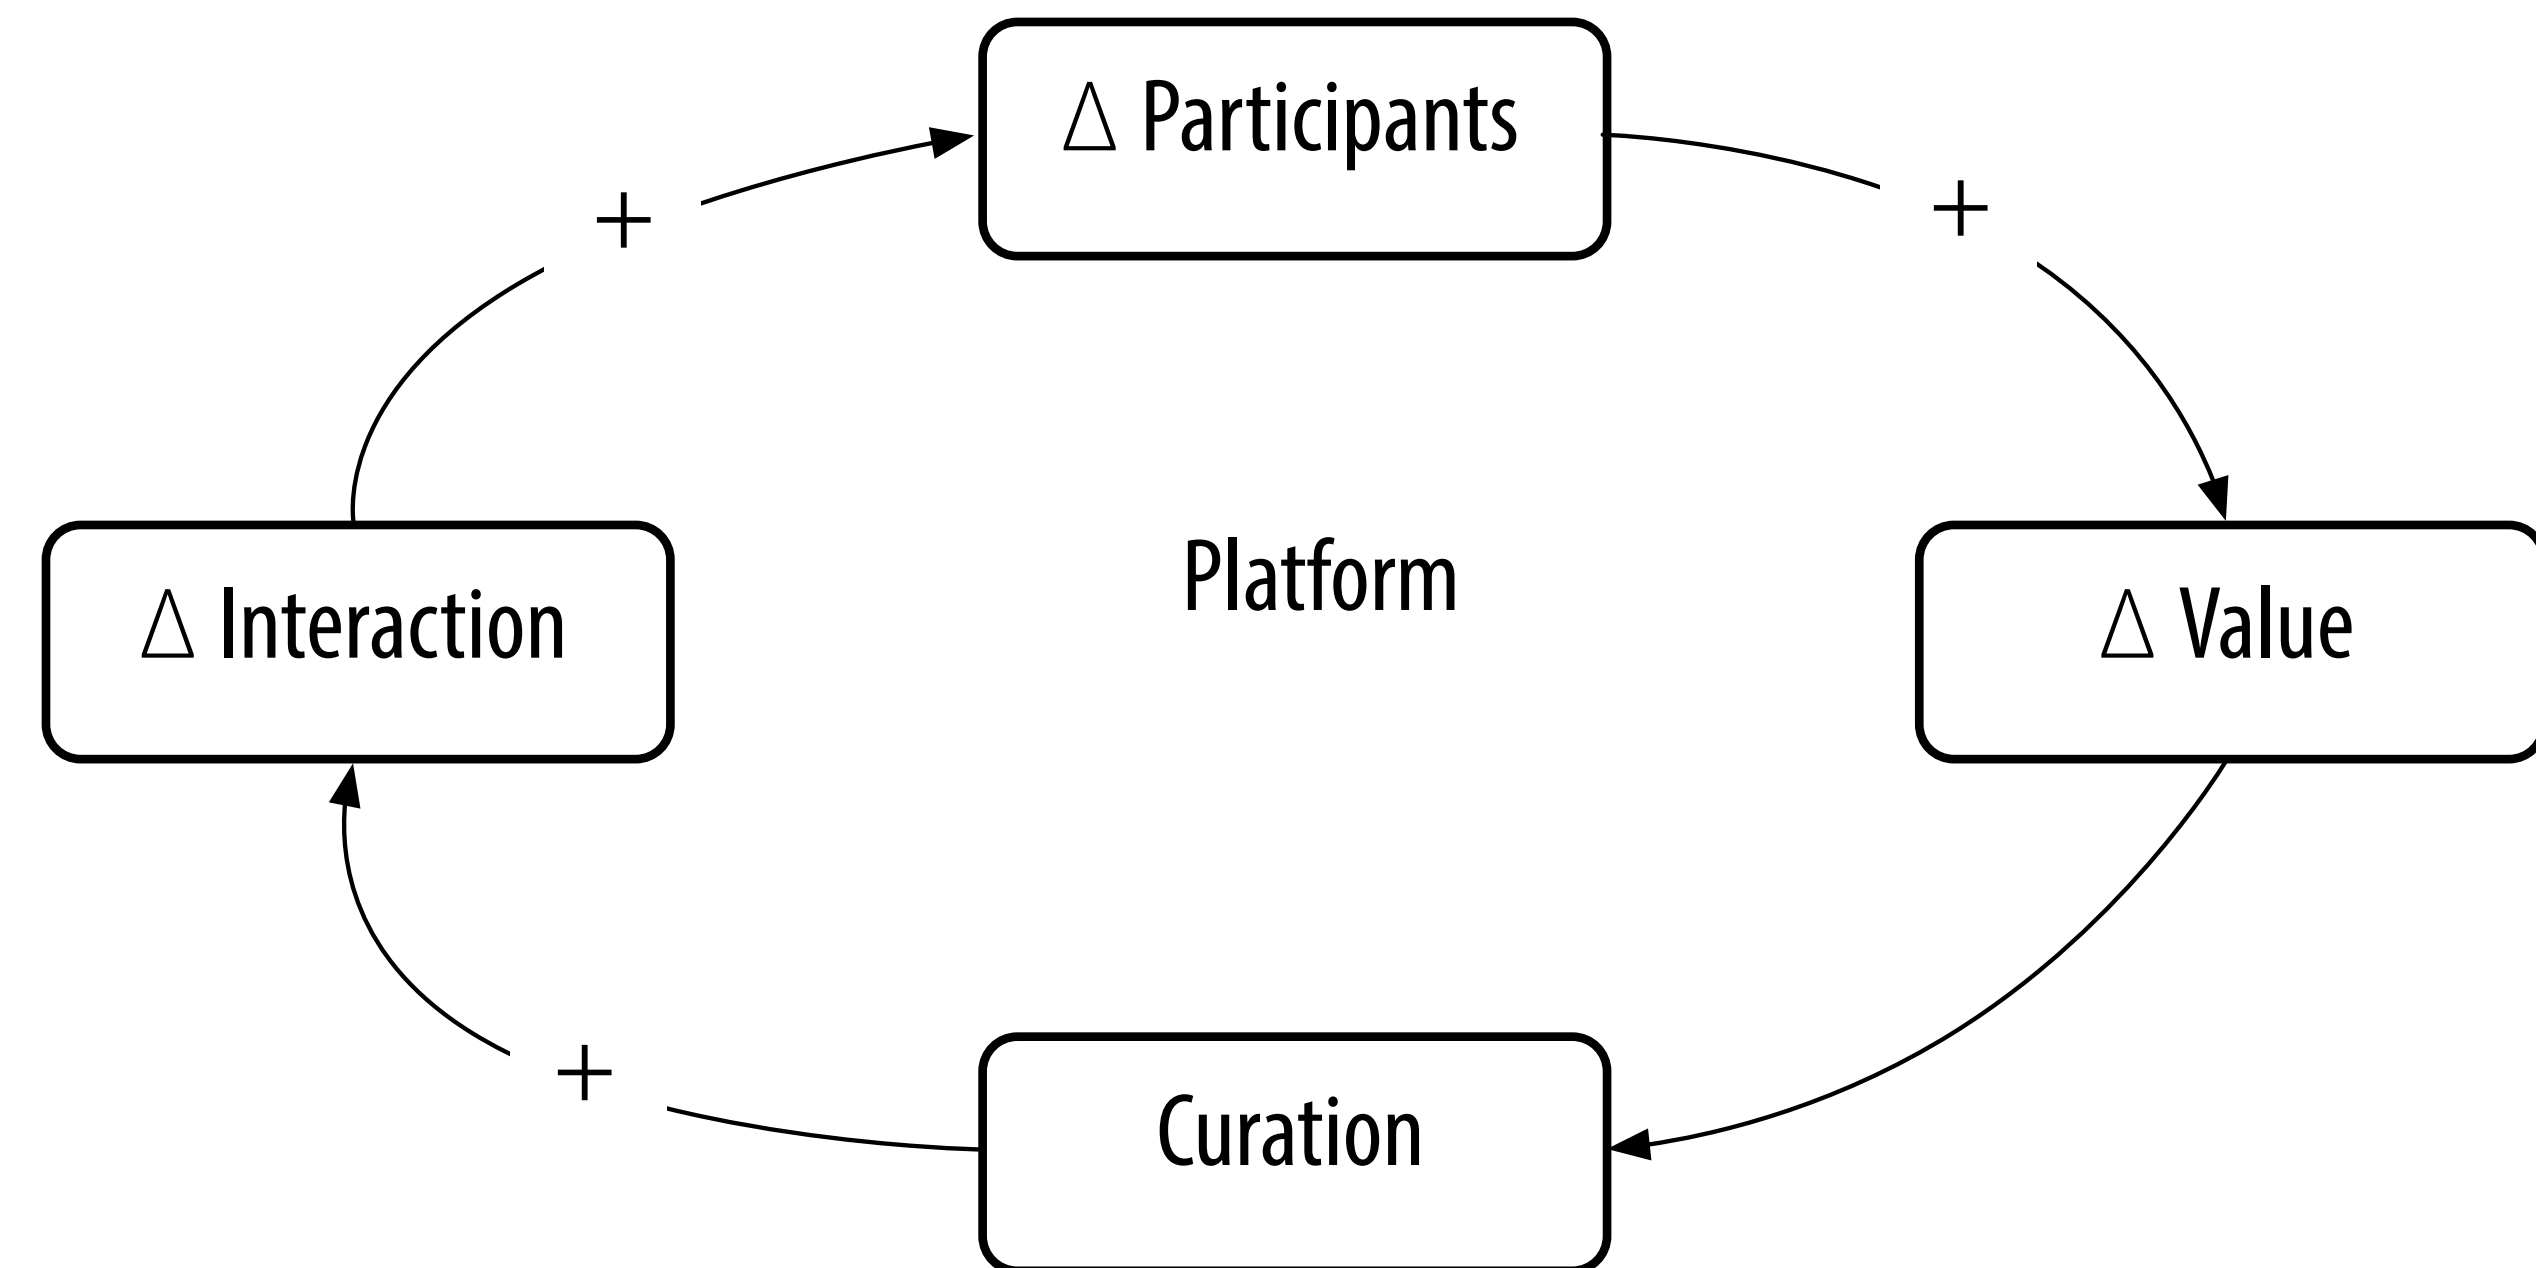 Δ Participants
+
+
Platform
Δ Interaction
Δ Value
+
Curation